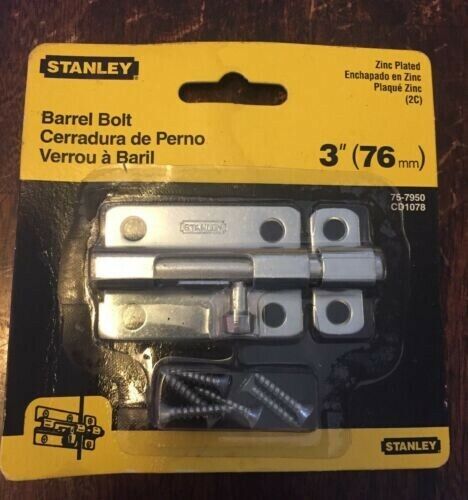 STANLEY
Zinc Plated
Enchapado en Zinc
Plaqué Zinc
(2C)
Barrel Bolt
Cerradura de Perno
Verrou à Baril
3" (76 mm)
75-7950
CD1078
STANLEY
STANLEY